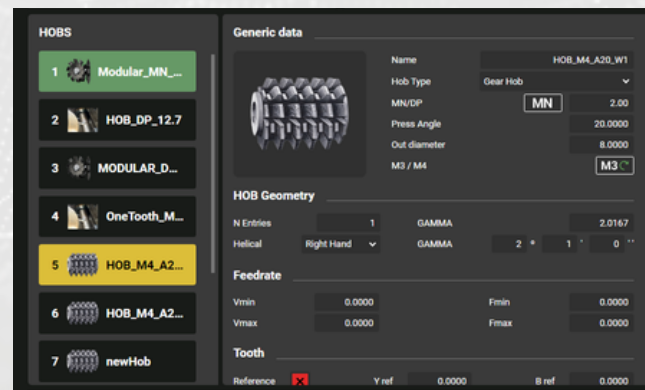 HOBS
1 Modular_MN_...
2 HOB_DP_12.7
3 MODULAR_D...
4 OneTooth_M...
5 HOB_M4_A2...
6 HOB_M4_A2...
7 newHob
Generic data
Name HOB_M4_A20_W1
Hob Type Gear Hob
MN/DP MN 2.00
Press Angle 20.0000
Out diameter 8.0000
M3 / M4 M3
HOB Geometry
N Entries 1 GAMMA 2.0167
Helical Right Hand GAMMA 2 ° 1 ' 0 ''
Feedrate
Vmin 0.0000 Fmin 0.0000
Vmax 0.0000 Fmax 0.0000
Tooth
Reference X Y ref 0.0000 B ref 0.0000